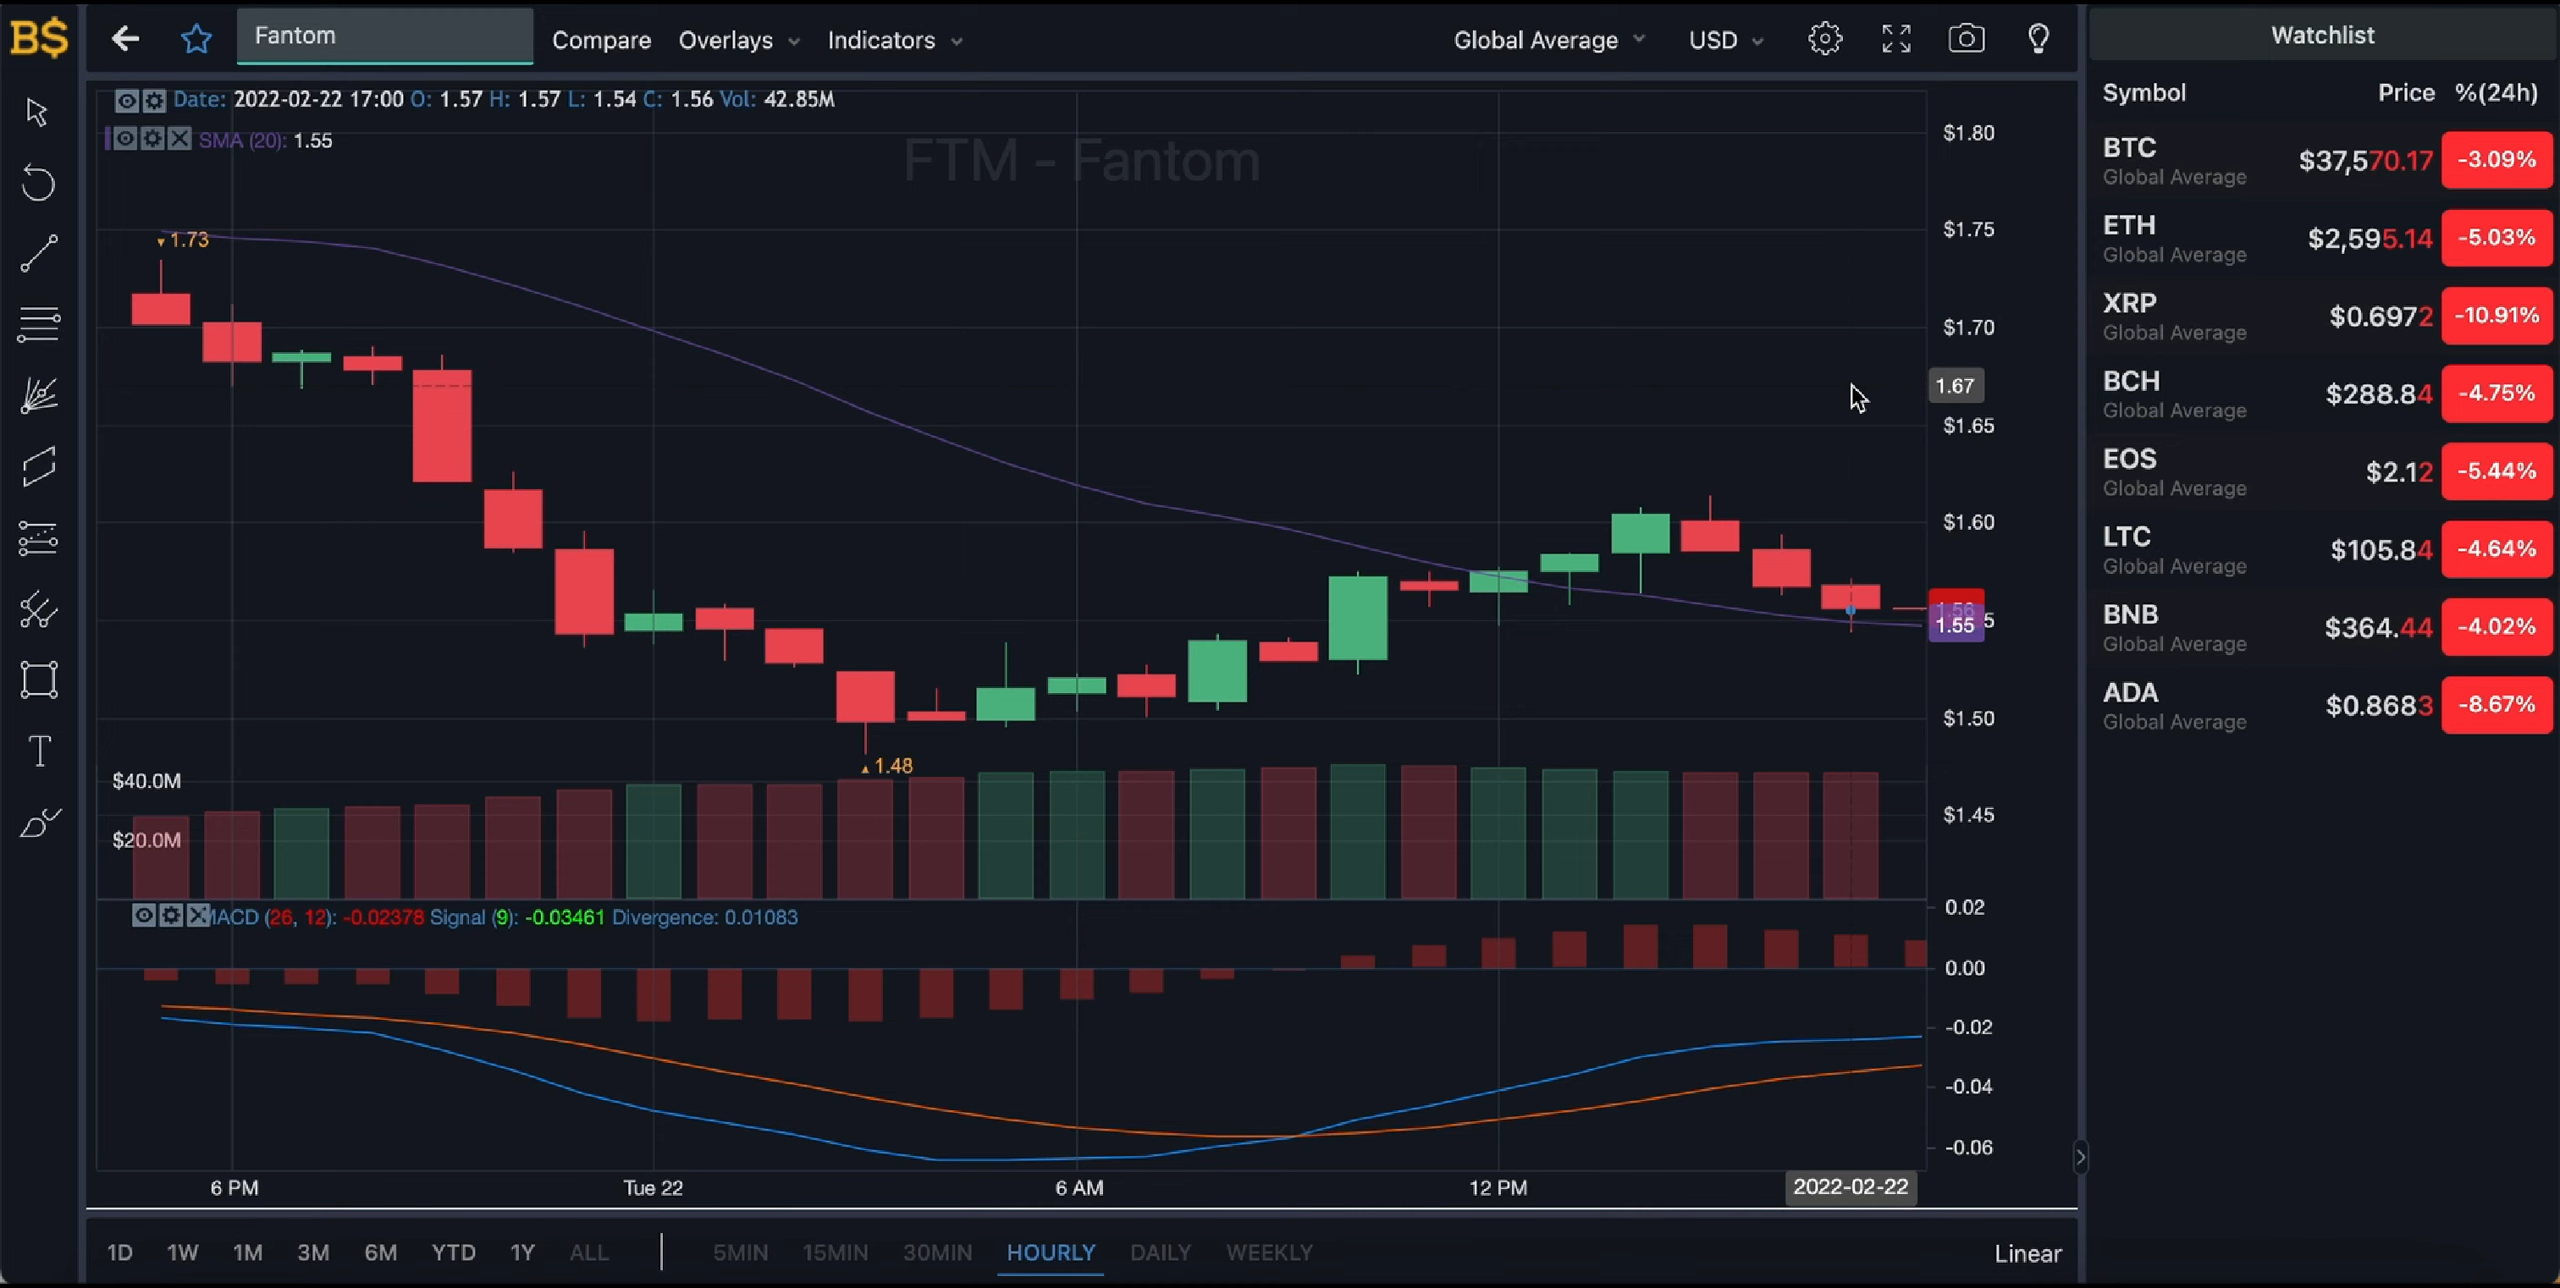 B$
Fantom
Compare Overlays Indicators
Global Average USD
Date: 2022-02-22 17:00 O: 1.57 H: 1.57 L: 1.54 C: 1.56 Vol: 42.85M
SMA (20): 1.55
FTM - Fantom
1.73
1.48
$1.80
$1.75
$1.70
1.67
$1.65
$1.60
1.56
1.55
5
$1.50
$1.45
$40.0M
$20.0M
MACD (26, 12): -0.02378 Signal (9): -0.03461 Divergence: 0.01083
0.02
0.00
-0.02
-0.04
-0.06
6 PM Tue 22 6 AM 12 PM 2022-02-22
1D 1W 1M 3M 6M YTD 1Y ALL 5MIN 15MIN 30MIN HOURLY DAILY WEEKLY Linear
Watchlist
Symbol Price %(24h)
BTC $37,570.17 -3.09%
Global Average
ETH $2,595.14 -5.03%
Global Average
XRP $0.6972 -10.91%
Global Average
BCH $288.84 -4.75%
Global Average
EOS $2.12 -5.44%
Global Average
LTC $105.84 -4.64%
Global Average
BNB $364.44 -4.02%
Global Average
ADA $0.8683 -8.67%
Global Average